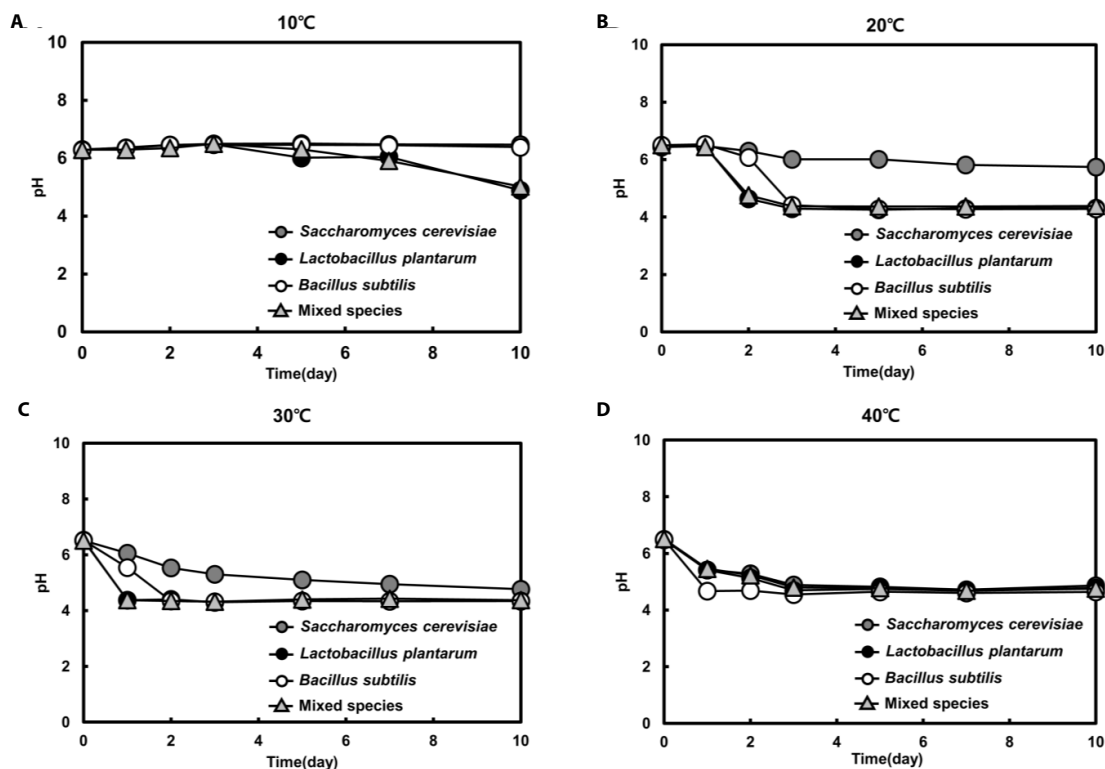 A
10℃
10
8
6
4
2
0
pH
Saccharomyces cerevisiae
Lactobacillus plantarum
Bacillus subtilis
Mixed species
0 2 4 6 8 10
Time(day)
B
20℃
10
8
6
4
2
0
pH
Saccharomyces cerevisiae
Lactobacillus plantarum
Bacillus subtilis
Mixed species
0 2 4 6 8 10
Time(day)
C
30℃
10
8
6
4
2
0
pH
Saccharomyces cerevisiae
Lactobacillus plantarum
Bacillus subtilis
Mixed species
0 2 4 6 8 10
Time(day)
D
40℃
10
8
6
4
2
0
pH
Saccharomyces cerevisiae
Lactobacillus plantarum
Bacillus subtilis
Mixed species
0 2 4 6 8 10
Time(day)